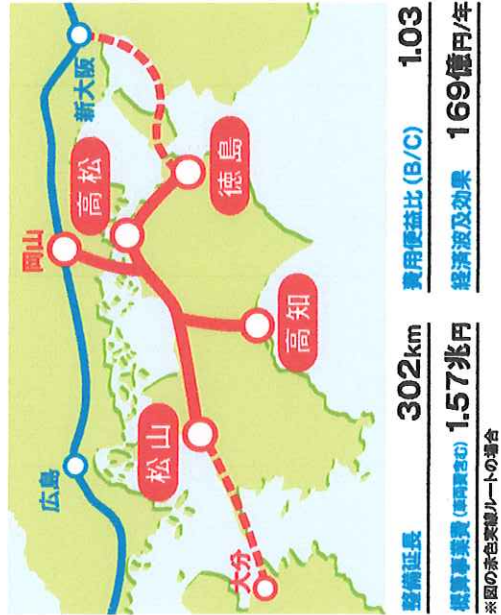 新大阪
岡山
広島
高松
徳島
松山
高知
大分
整備延長 302km
概算事業費(車両費含む) 1.57兆円
費用便益比(B/C) 1.03
経済波及効果 169億円/年
※図の赤色実線ルートの場合